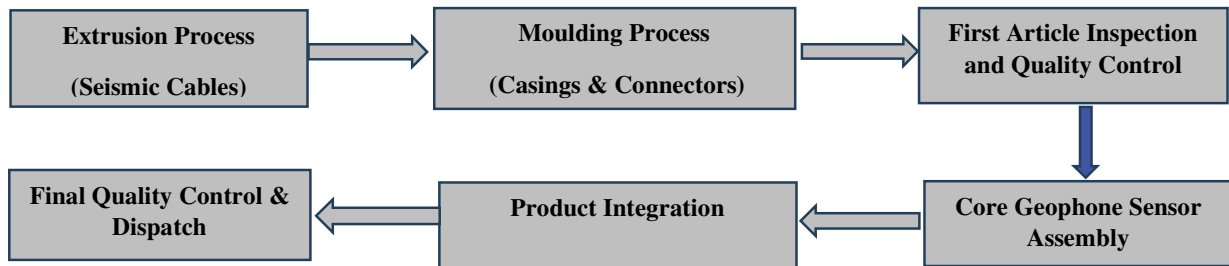 Extrusion Process
(Seismic Cables)
Moulding Process
(Casings & Connectors)
First Article Inspection
and Quality Control
Core Geophone Sensor
Assembly
Product Integration
Final Quality Control &
Dispatch